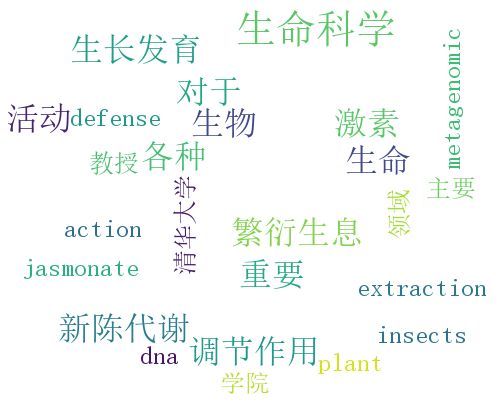 生命科学
生长发育
metagenomic
对于
活动
defense
生物
激素
教授
各种
生命
清华大学
主要
领域
action
繁衍生息
jasmonate
重要
extraction
新陈代谢
insects
dna
调节作用
plant
学院